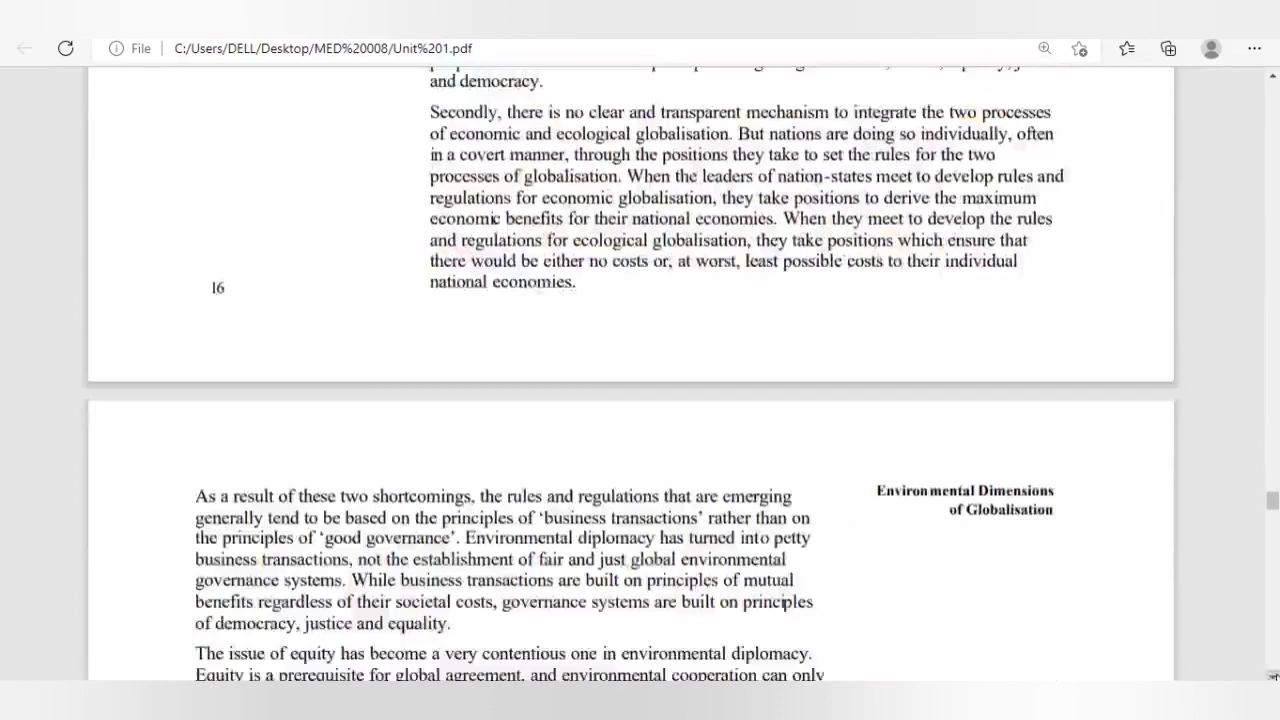 File
C:/Users/DELL/Desktop/MED%20008/Unit%201.pdf
and democracy.
Secondly, there is no clear and transparent mechanism to integrate the two processes
of economic and ecological globalisation. But nations are doing so individually, often
in a covert manner, through the positions they take to set the rules for the two
processes of globalisation. When the leaders of nation-states meet to develop rules and
regulations for economic globalisation, they take positions to derive the maximum
economic benefits for their national economies. When they meet to develop the rules
and regulations for ecological globalisation, they take positions which ensure that
there would be either no costs or, at worst, least possible costs to their individual
national economies.
16
Environmental Dimensions
of Globalisation
As a result of these two shortcomings, the rules and regulations that are emerging
generally tend to be based on the principles of ‘business transactions’ rather than on
the principles of ‘good governance’. Environmental diplomacy has turned into petty
business transactions, not the establishment of fair and just global environmental
governance systems. While business transactions are built on principles of mutual
benefits regardless of their societal costs, governance systems are built on principles
of democracy, justice and equality.
The issue of equity has become a very contentious one in environmental diplomacy.
Equity is a prerequisite for global agreement, and environmental cooperation can only